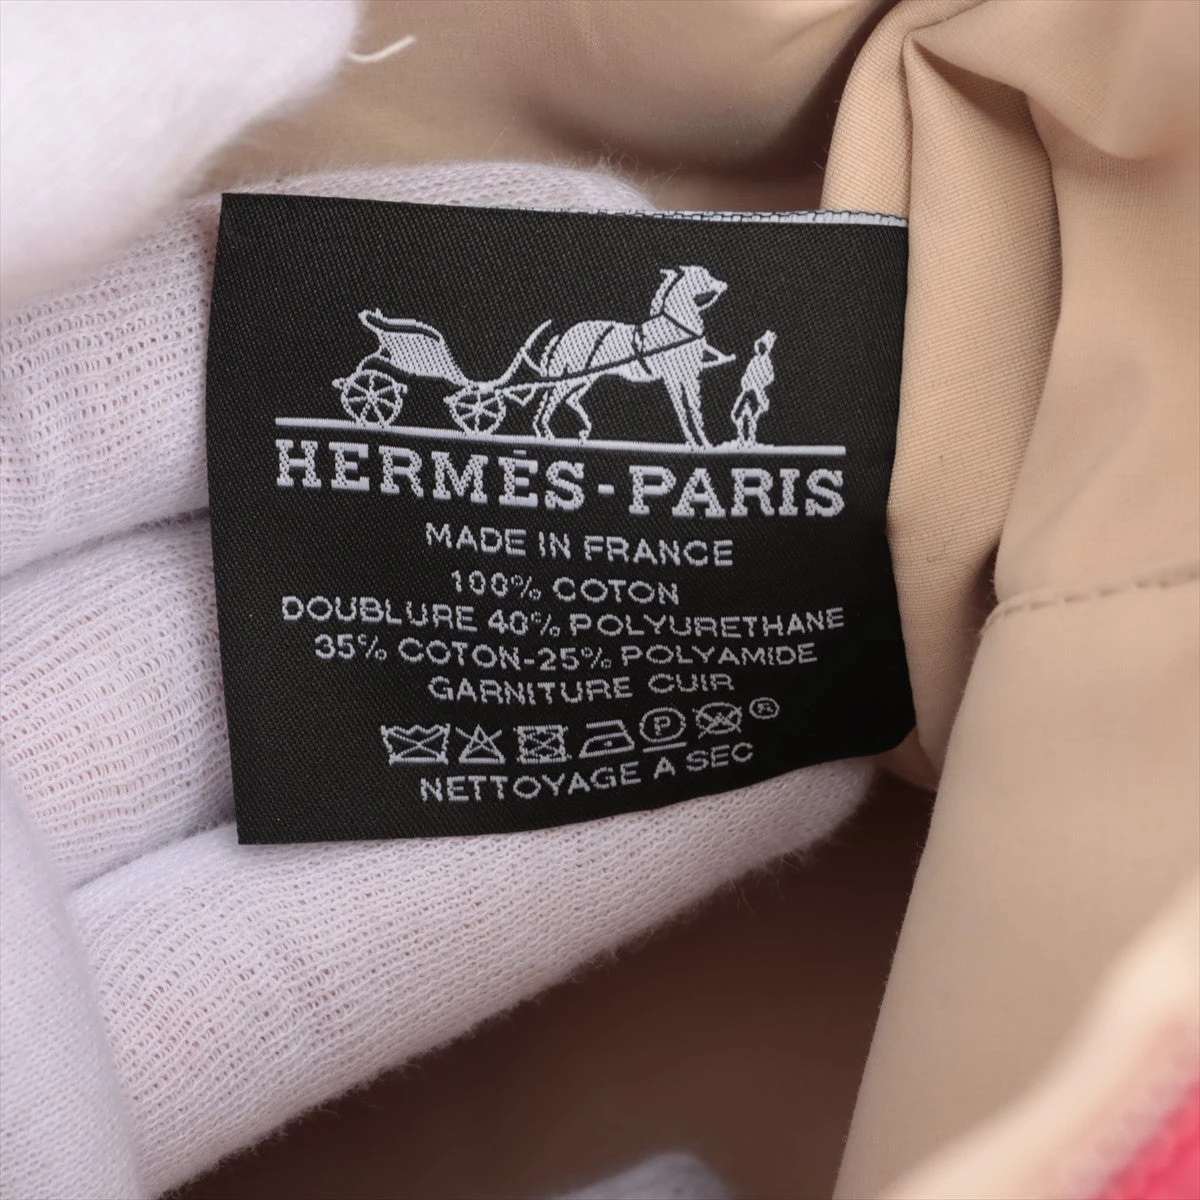 HERMÈS-PARIS
MADE IN FRANCE
100% COTON
DOUBLURE 40% POLYURETHANE
35% COTON-25% POLYAMIDE
GARNITURE CUIR
P ®
NETTOYAGE A SEC